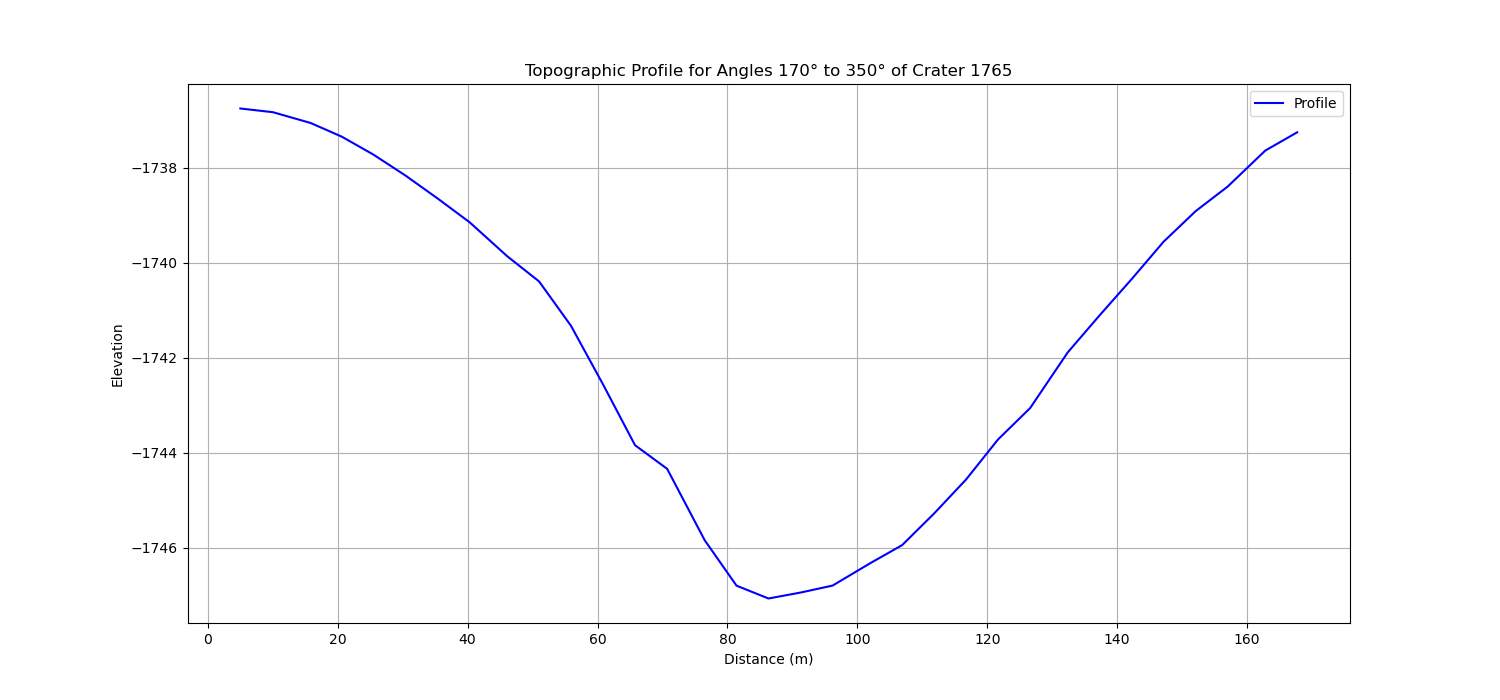 Topographic Profile for Angles 170° to 350° of Crater 1765
Profile
−1738
−1740
−1742
−1744
−1746
Elevation
0 20 40 60 80 100 120 140 160
Distance (m)